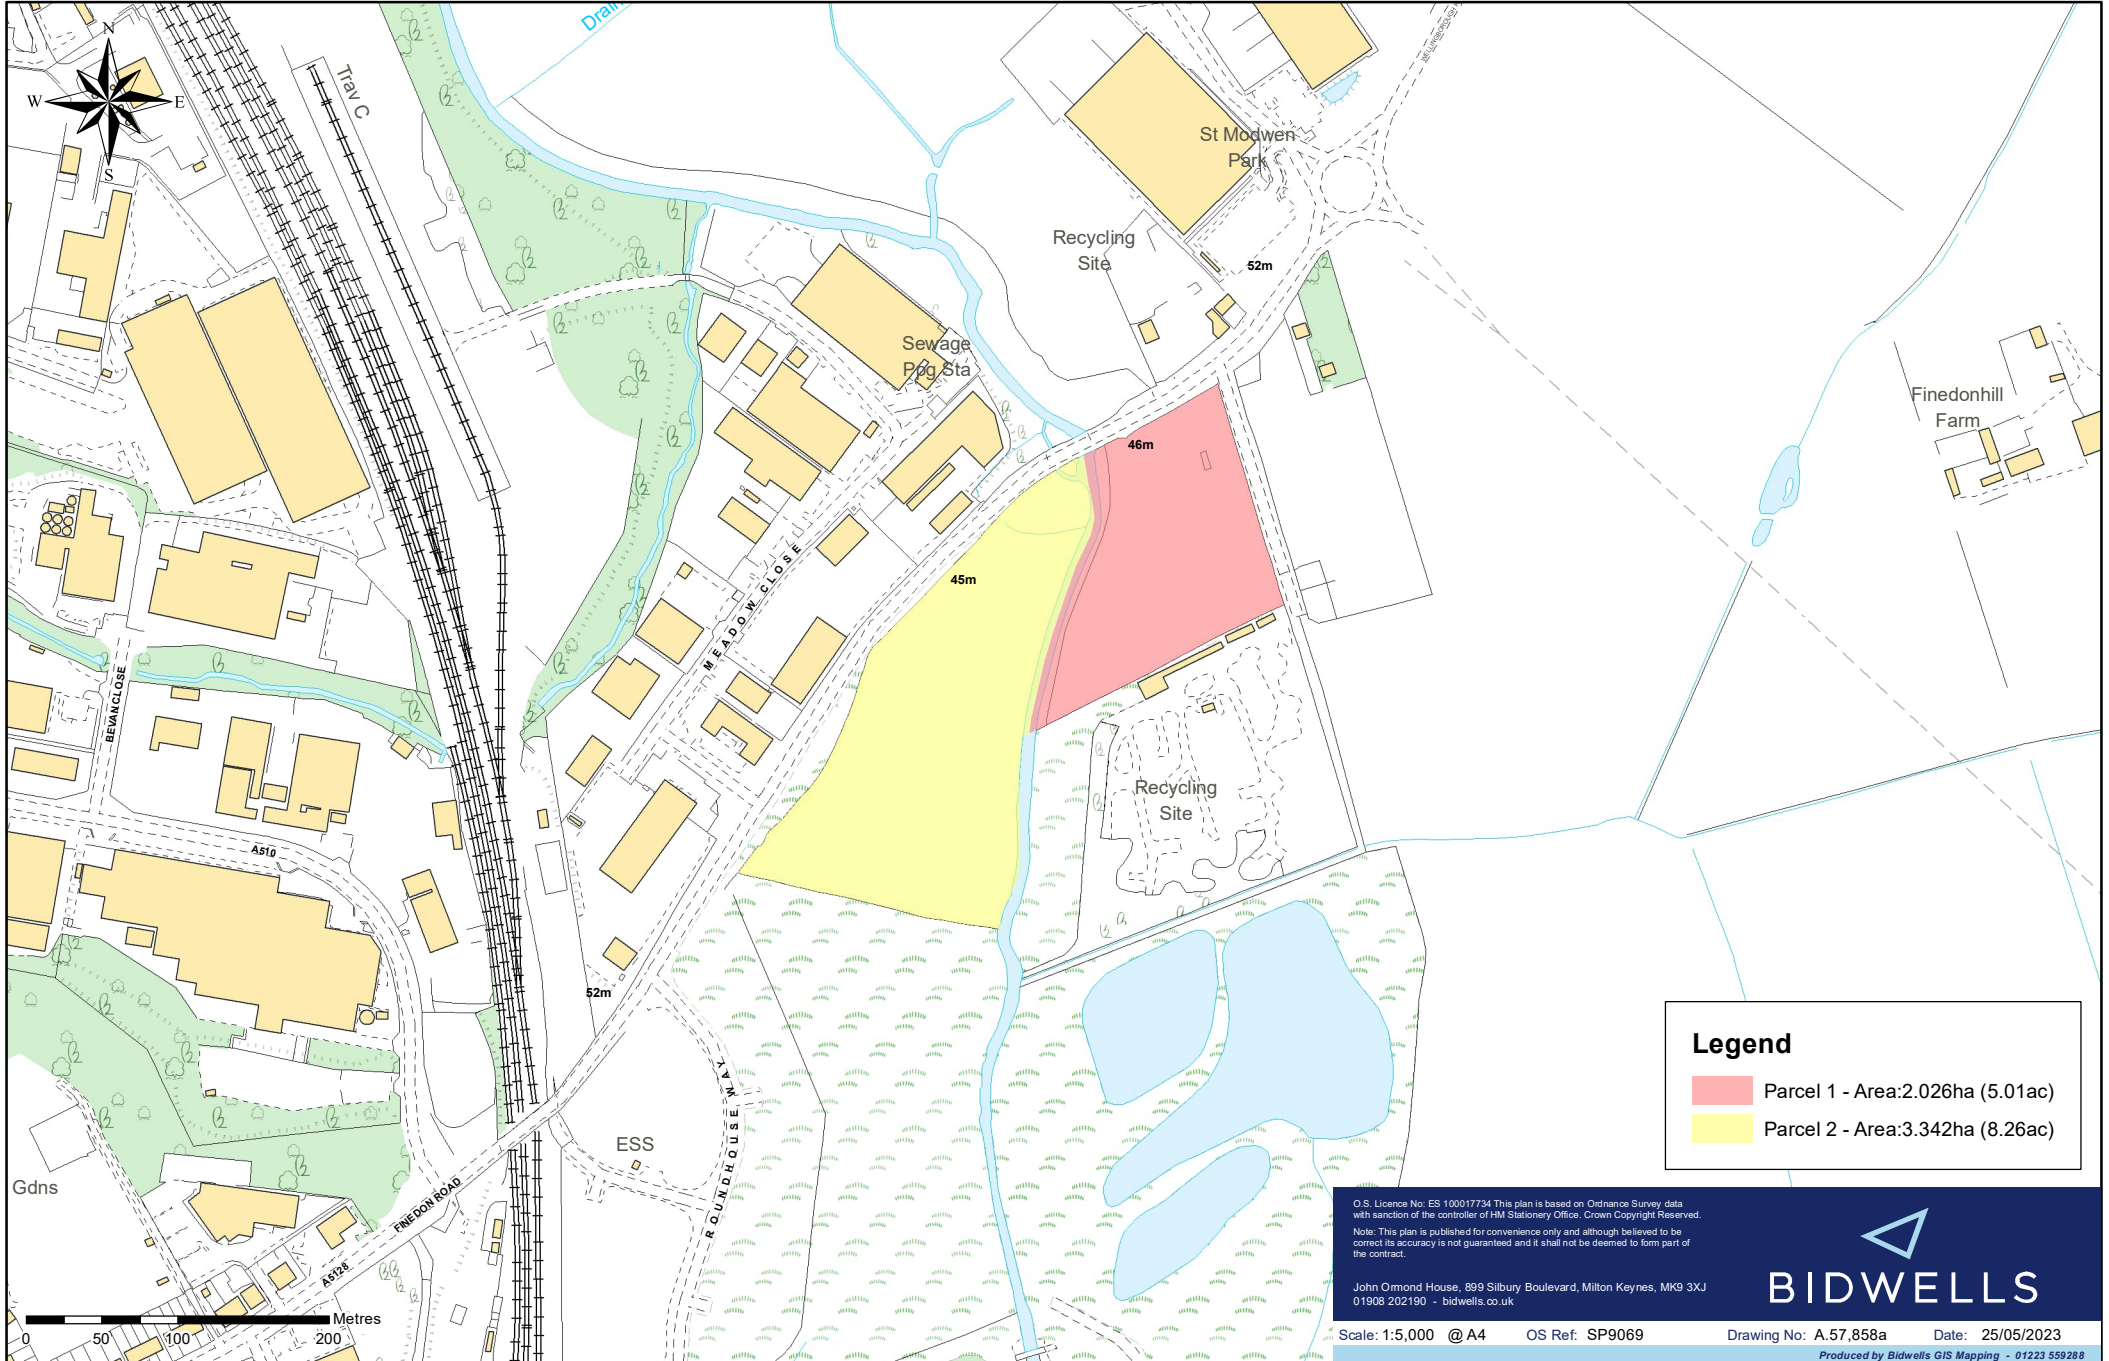 N
W
E
S
Drain
Trav C
WELLINGBOROUGH
St Modwen
Park
Recycling
Site
52m
Sewage
Ppg Sta
46m
Finedonhill
Farm
45m
MEADOW CLOSE
BEVAN CLOSE
Recycling
Site
A510
52m
ROUNDHOUSE WAY
ESS
Gdns
FINEDON ROAD
A5128
Metres
0 50 100 200
Legend
Parcel 1 - Area:2.026ha (5.01ac)
Parcel 2 - Area:3.342ha (8.26ac)
O.S. Licence No: ES 100017734 This plan is based on Ordnance Survey data
with sanction of the controller of HM Stationery Office. Crown Copyright Reserved.
Note: This plan is published for convenience only and although believed to be
correct its accuracy is not guaranteed and it shall not be deemed to form part of
the contract.
John Ormond House, 899 Silbury Boulevard, Milton Keynes, MK9 3XJ
01908 202190 - bidwells.co.uk
BIDWELLS
Scale: 1:5,000 @ A4 OS Ref: SP9069 Drawing No: A.57,858a Date: 25/05/2023
Produced by Bidwells GIS Mapping - 01223 559288